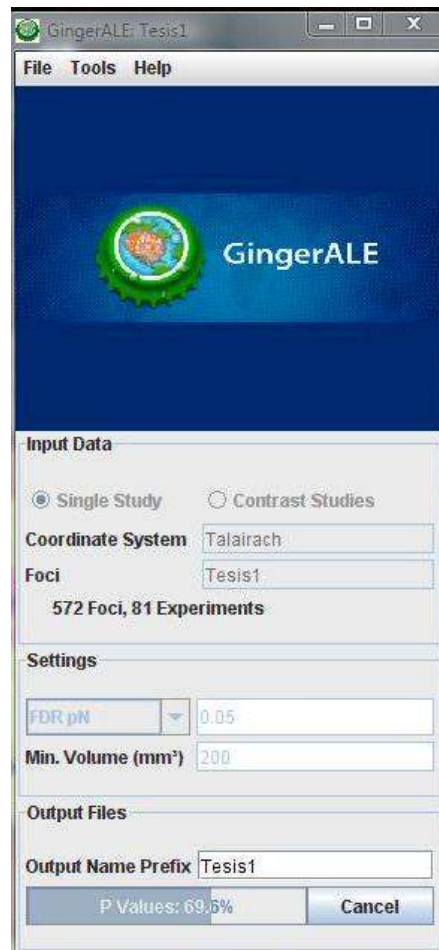 GingerALE: Tesis1
File Tools Help
GingerALE
Input Data
Single Study Contrast Studies
Coordinate System Talairach
Foci Tesis1
572 Foci, 81 Experiments
Settings
FDR pN 0.05
Min. Volume (mm³) 200
Output Files
Output Name Prefix Tesis1
P Values: 69.6% Cancel